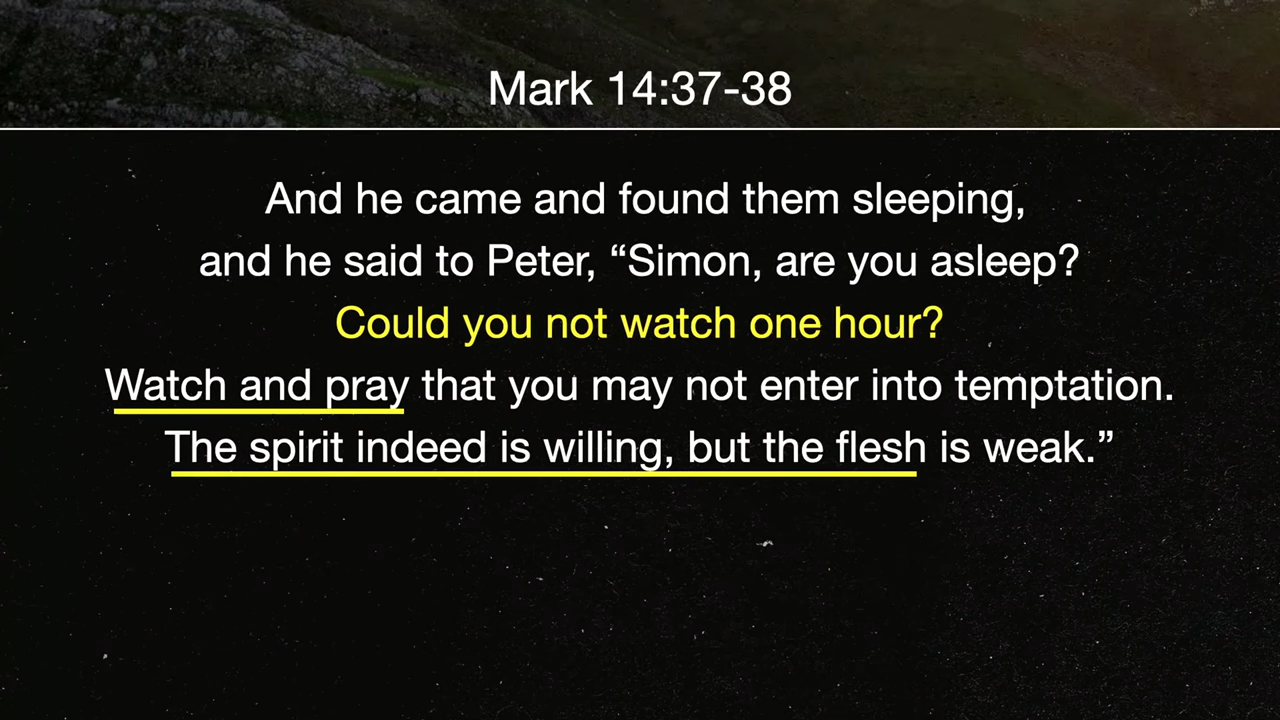 Mark 14:37-38
And he came and found them sleeping,
and he said to Peter, “Simon, are you asleep?
Could you not watch one hour?
Watch and pray that you may not enter into temptation.
The spirit indeed is willing, but the flesh is weak.”